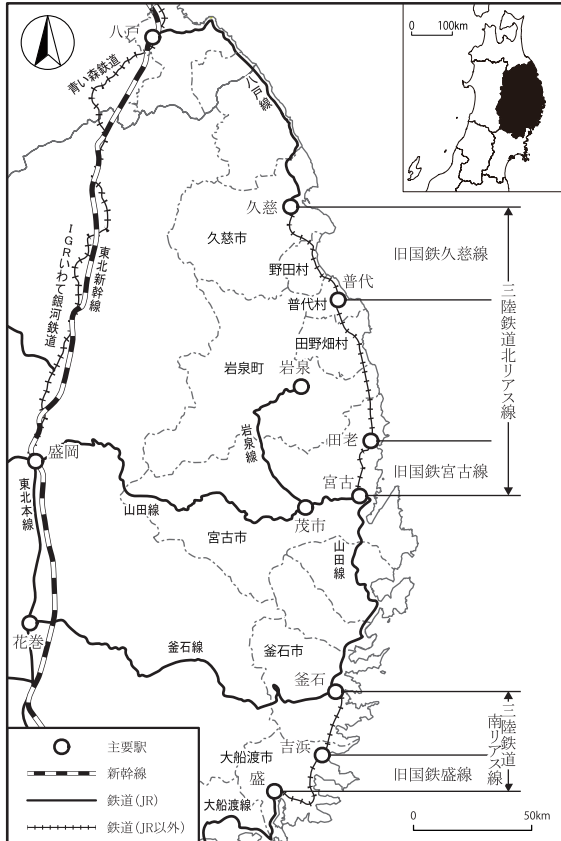 八戸
青い森鉄道
八戸線
0 100km
久慈
久慈市
野田村
普代
普代村
田野畑村
岩泉町
岩泉
岩泉線
田老
宮古
茂市
盛岡
山田線
宮古市
山田線
東北新幹線
IGRいわて銀河鉄道
東北本線
花巻
釜石線
釜石市
釜石
吉浜
大船渡市
盛
大船渡線
旧国鉄久慈線
三陸鉄道北リアス線
旧国鉄宮古線
三陸鉄道
南リアス線
旧国鉄盛線
主要駅
新幹線
鉄道(JR)
鉄道(JR以外)
0 50km